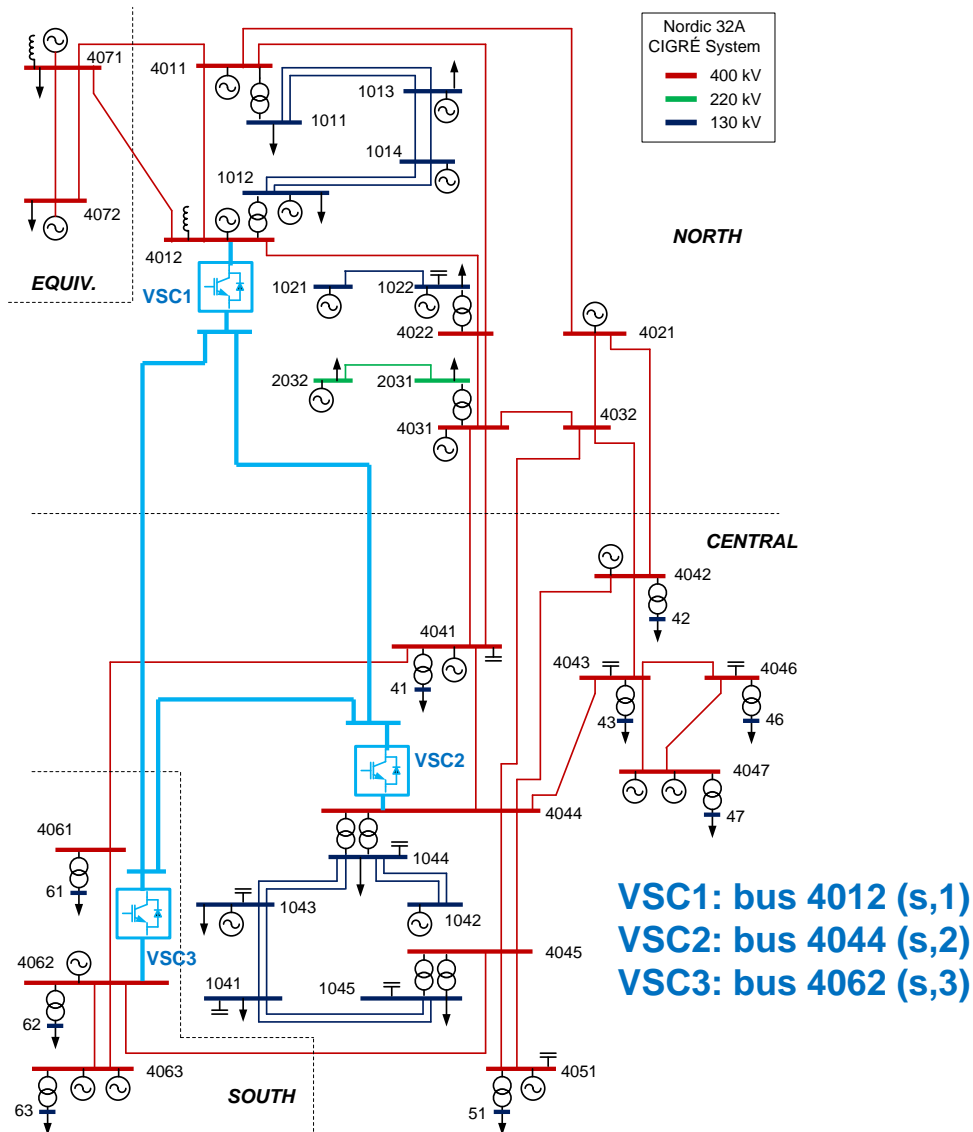 Nordic 32A
CIGRÉ System
400 kV
220 kV
130 kV
4071
4011
1013
1011
1014
1012
4072
4012
NORTH
EQUIV.
VSC1
1021
1022
4022
4021
2032
2031
4031
4032
CENTRAL
4042
42
4041
4043
4046
41
43
46
VSC2
4047
4044
47
4061
1044
61
1043
1042
VSC3
4062
4045
1041
1045
62
4063
4051
SOUTH
63
51
VSC1: bus 4012 (s,1)
VSC2: bus 4044 (s,2)
VSC3: bus 4062 (s,3)